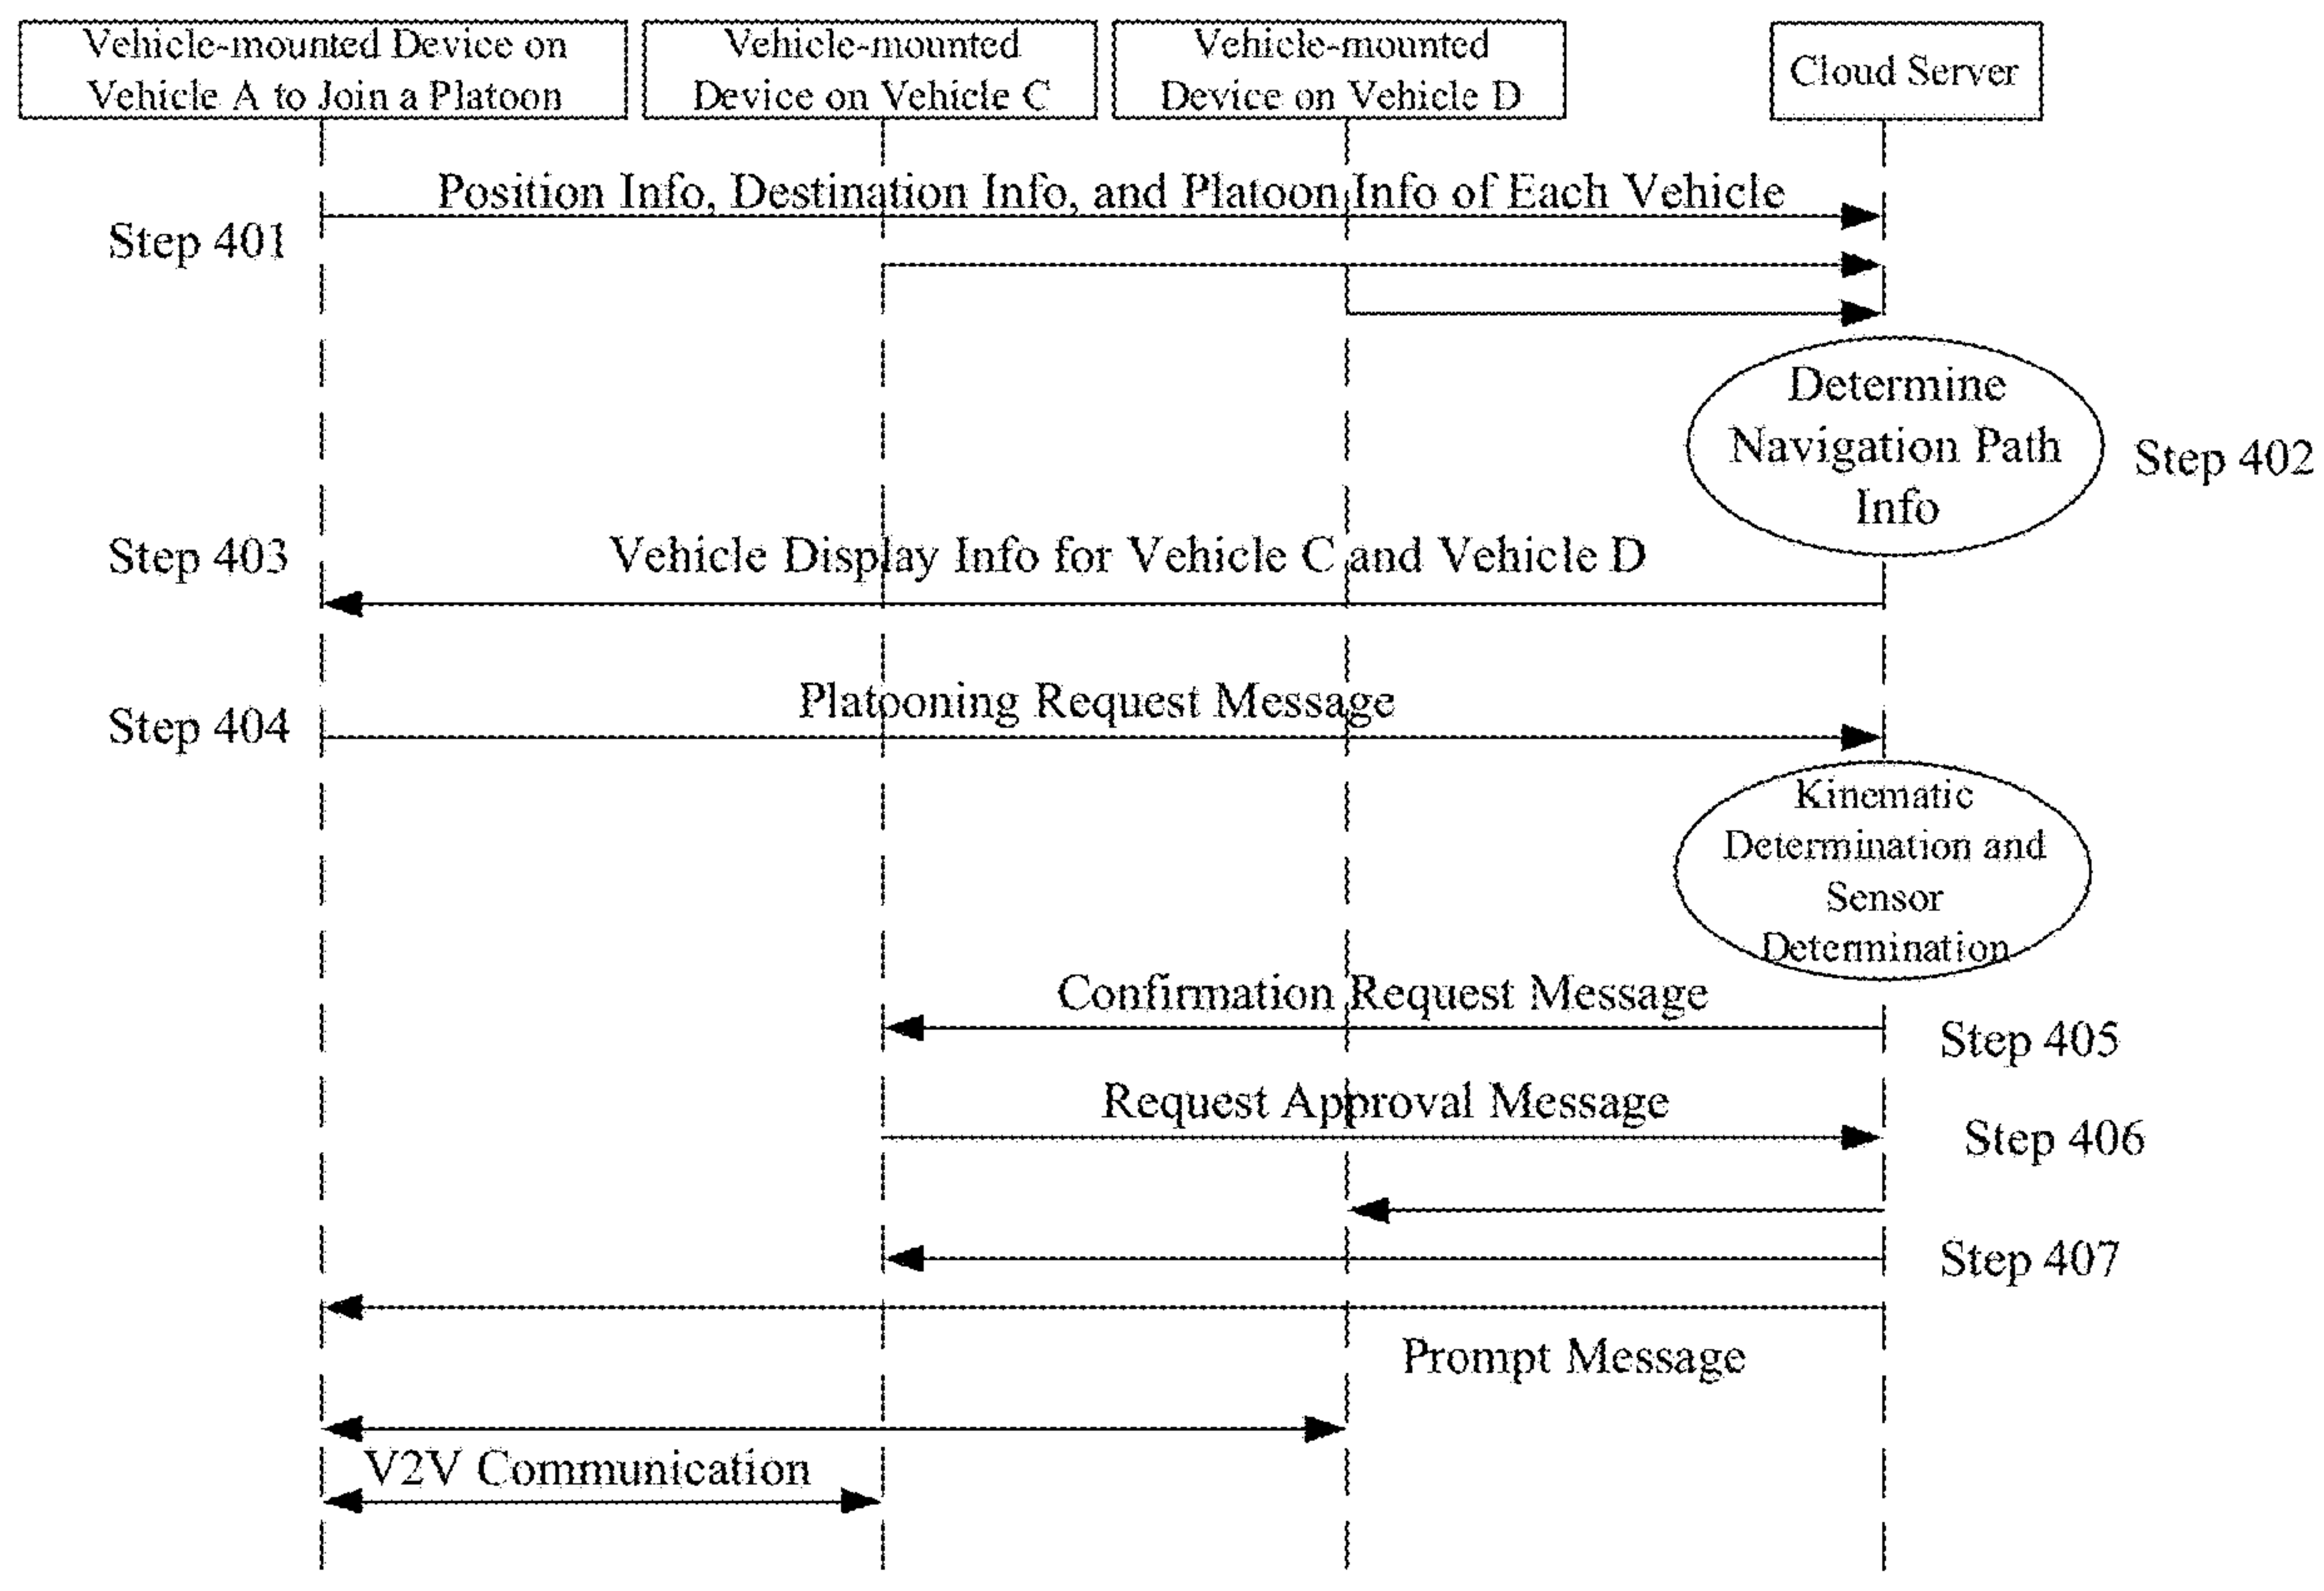 Vehicle-mounted Device on
Vehicle A to Join a Platoon
Vehicle-mounted
Device on Vehicle C
Vehicle-mounted
Device on Vehicle D
Cloud Server
Position Info, Destination Info, and Platoon Info of Each Vehicle
Step 401
Determine
Navigation Path
Info
Step 402
Step 403
Vehicle Display Info for Vehicle C and Vehicle D
Platooning Request Message
Step 404
Kinematic
Determination and
Sensor
Determination
Confirmation Request Message
Step 405
Request Approval Message
Step 406
Step 407
Prompt Message
V2V Communication